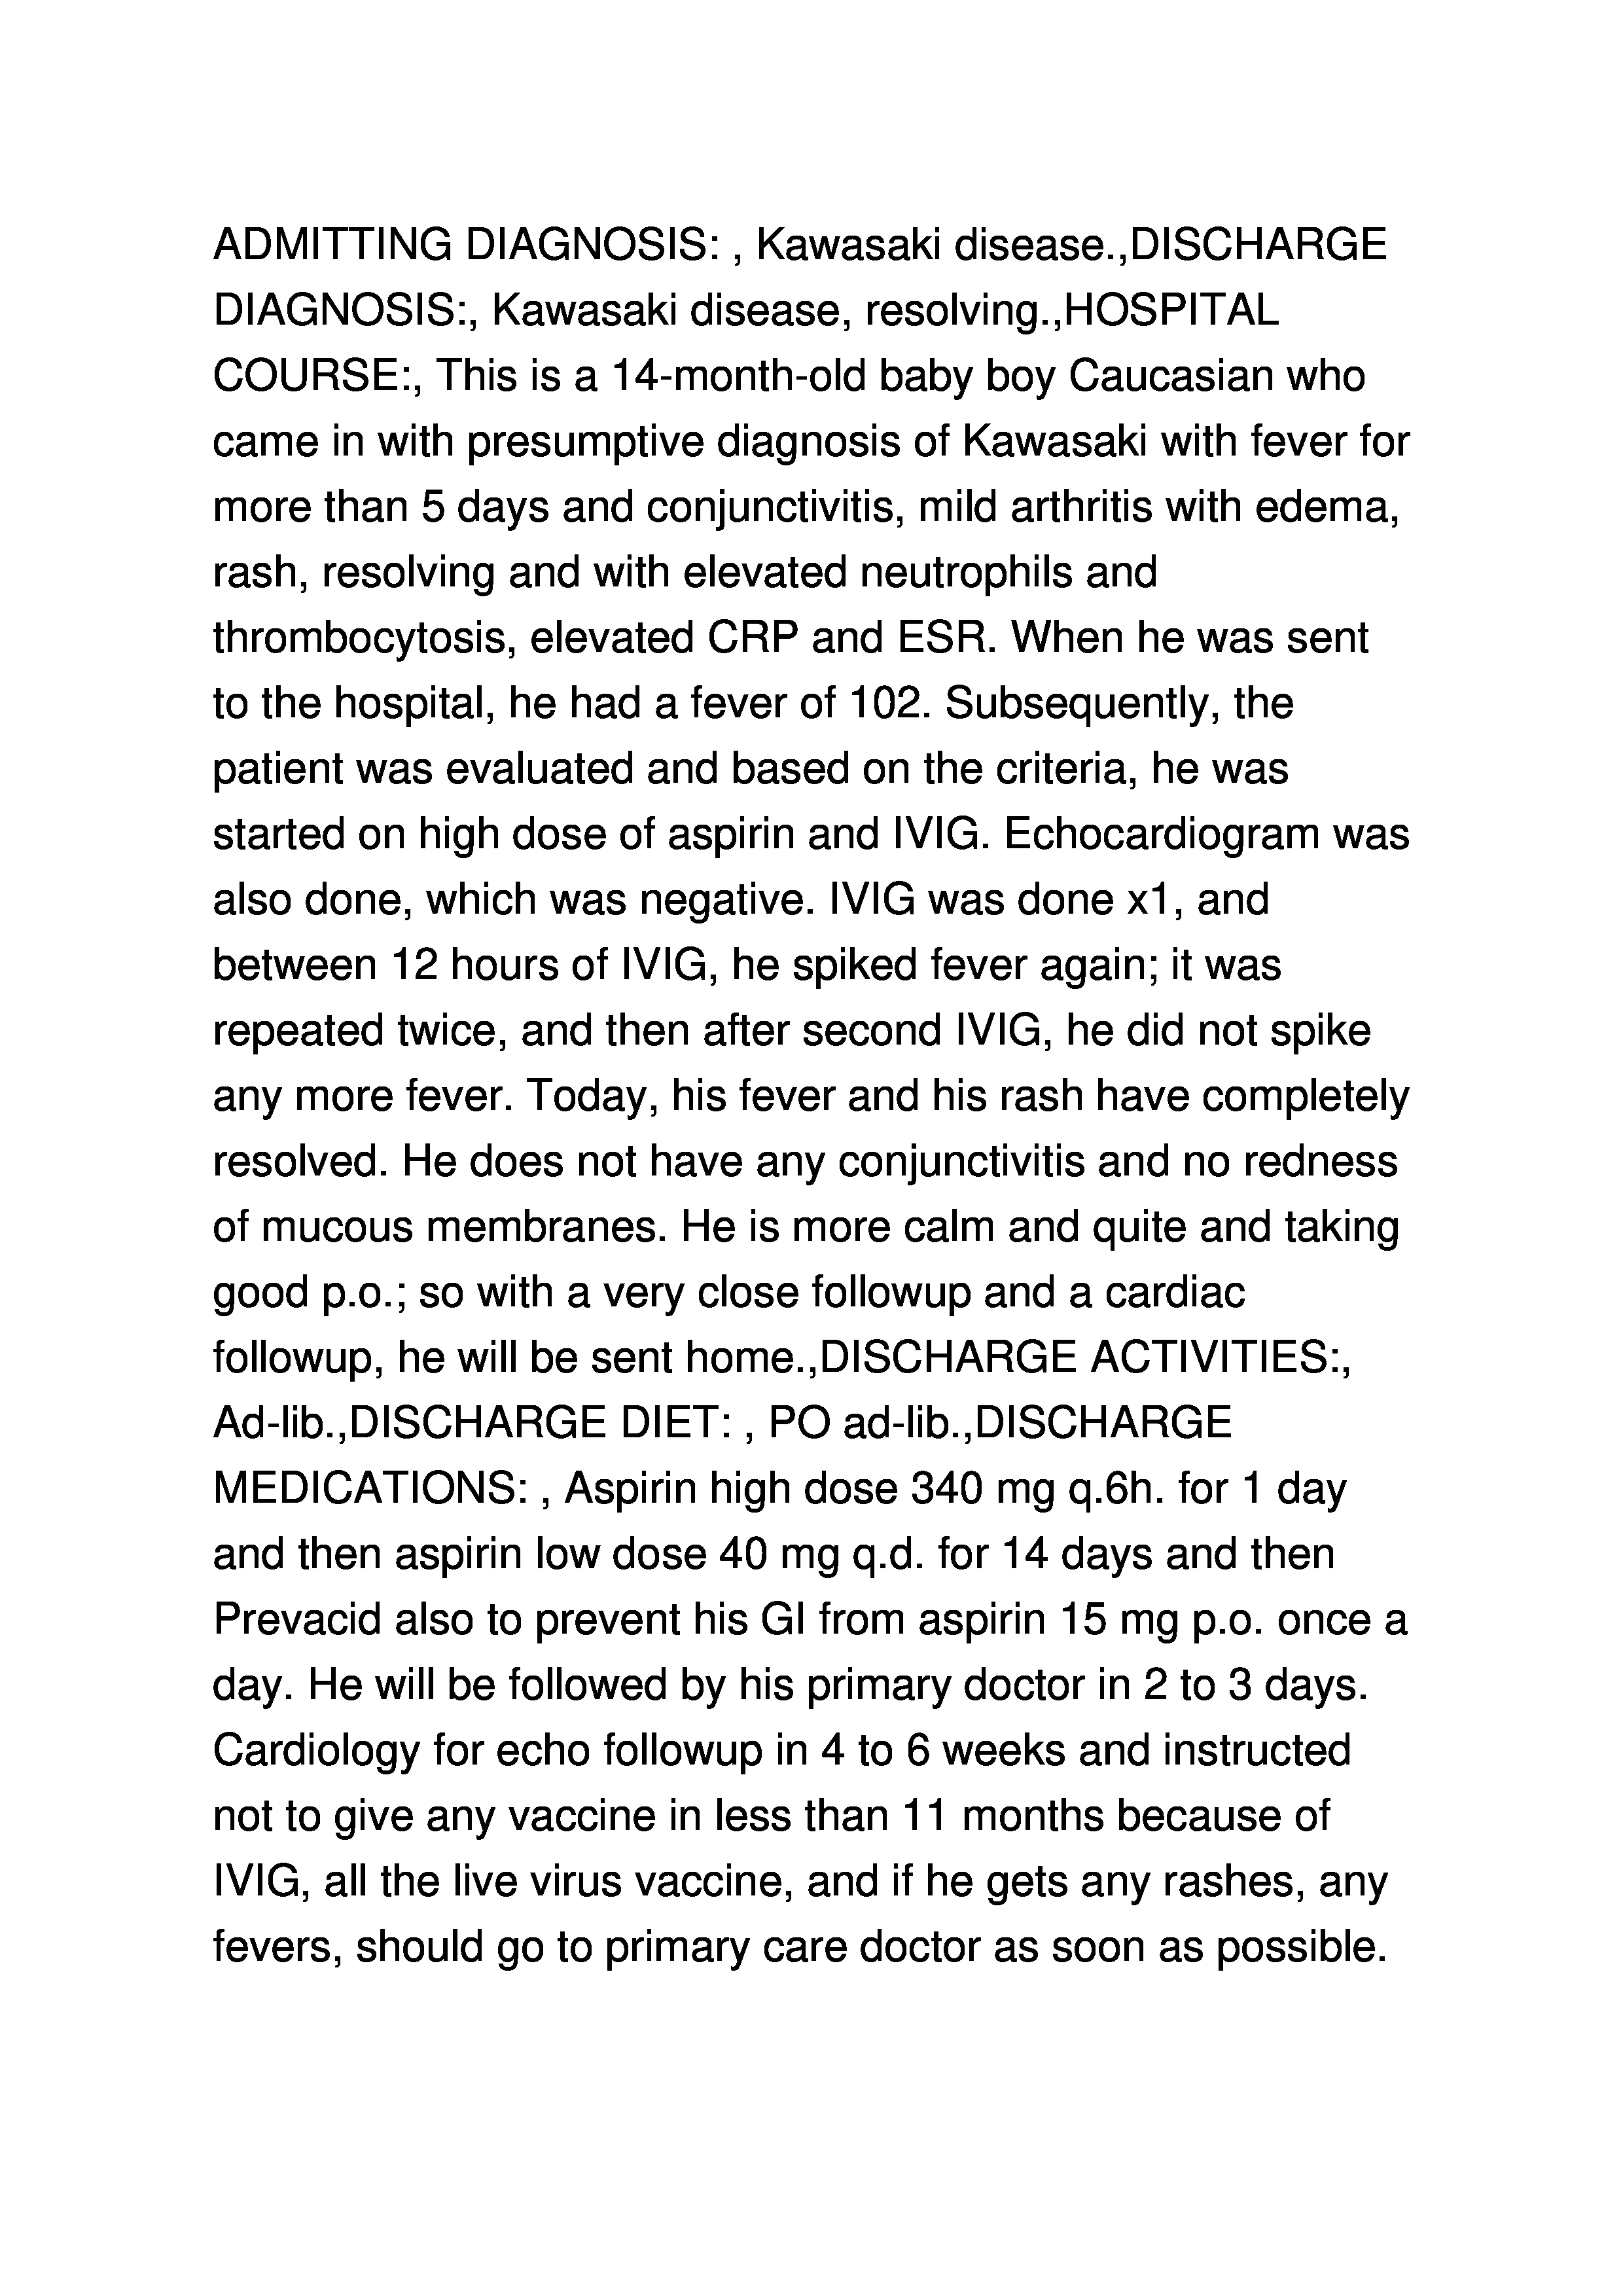 ADMITTING DIAGNOSIS: , Kawasaki disease.,DISCHARGE
DIAGNOSIS:, Kawasaki disease, resolving.,HOSPITAL
COURSE:, This is a 14-month-old baby boy Caucasian who
came in with presumptive diagnosis of Kawasaki with fever for
more than 5 days and conjunctivitis, mild arthritis with edema,
rash, resolving and with elevated neutrophils and
thrombocytosis, elevated CRP and ESR. When he was sent
to the hospital, he had a fever of 102. Subsequently, the
patient was evaluated and based on the criteria, he was
started on high dose of aspirin and IVIG. Echocardiogram was
also done, which was negative. IVIG was done x1, and
between 12 hours of IVIG, he spiked fever again; it was
repeated twice, and then after second IVIG, he did not spike
any more fever. Today, his fever and his rash have completely
resolved. He does not have any conjunctivitis and no redness
of mucous membranes. He is more calm and quite and taking
good p.o.; so with a very close followup and a cardiac
followup, he will be sent home.,DISCHARGE ACTIVITIES:,
Ad-lib.,DISCHARGE DIET: , PO ad-lib.,DISCHARGE
MEDICATIONS: , Aspirin high dose 340 mg q.6h. for 1 day
and then aspirin low dose 40 mg q.d. for 14 days and then
Prevacid also to prevent his GI from aspirin 15 mg p.o. once a
day. He will be followed by his primary doctor in 2 to 3 days.
Cardiology for echo followup in 4 to 6 weeks and instructed
not to give any vaccine in less than 11 months because of
IVIG, all the live virus vaccine, and if he gets any rashes, any
fevers, should go to primary care doctor as soon as possible.